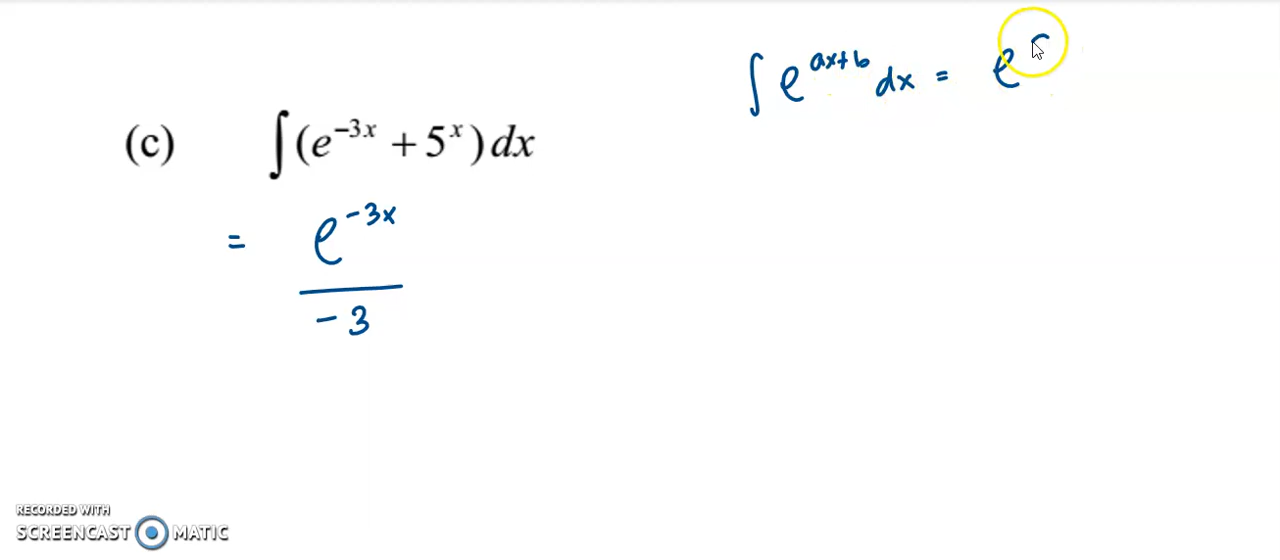 ∫ e^{ax+b} dx = e
(c) ∫(e^{-3x} + 5^x) dx
= e^{-3x} / -3
RECORDED WITH
SCREENCAST MATIC